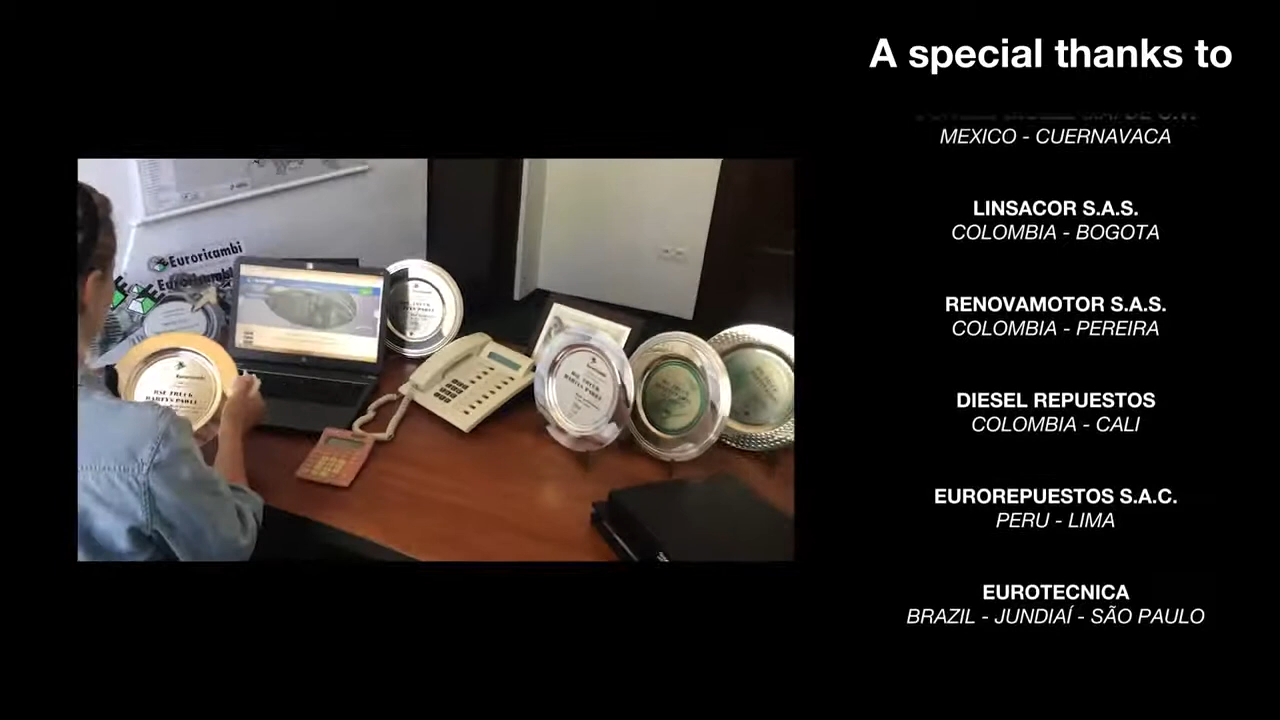 A special thanks to
MEXICO - CUERNAVACA
LINSACOR S.A.S.
COLOMBIA - BOGOTA
RENOVAMOTOR S.A.S.
COLOMBIA - PEREIRA
DIESEL REPUESTOS
COLOMBIA - CALI
EUROREPUESTOS S.A.C.
PERU - LIMA
EUROTECNICA
BRAZIL - JUNDIAÍ - SÃO PAULO
Euroricambi
Euroricambi